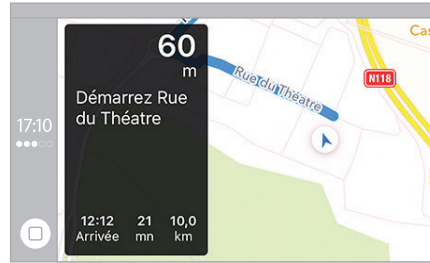 60
m
Démarrez Rue
du Théatre
17:10
12:12 21 10,0
Arrivée mn km
Rue du Théatre
N118
Cas